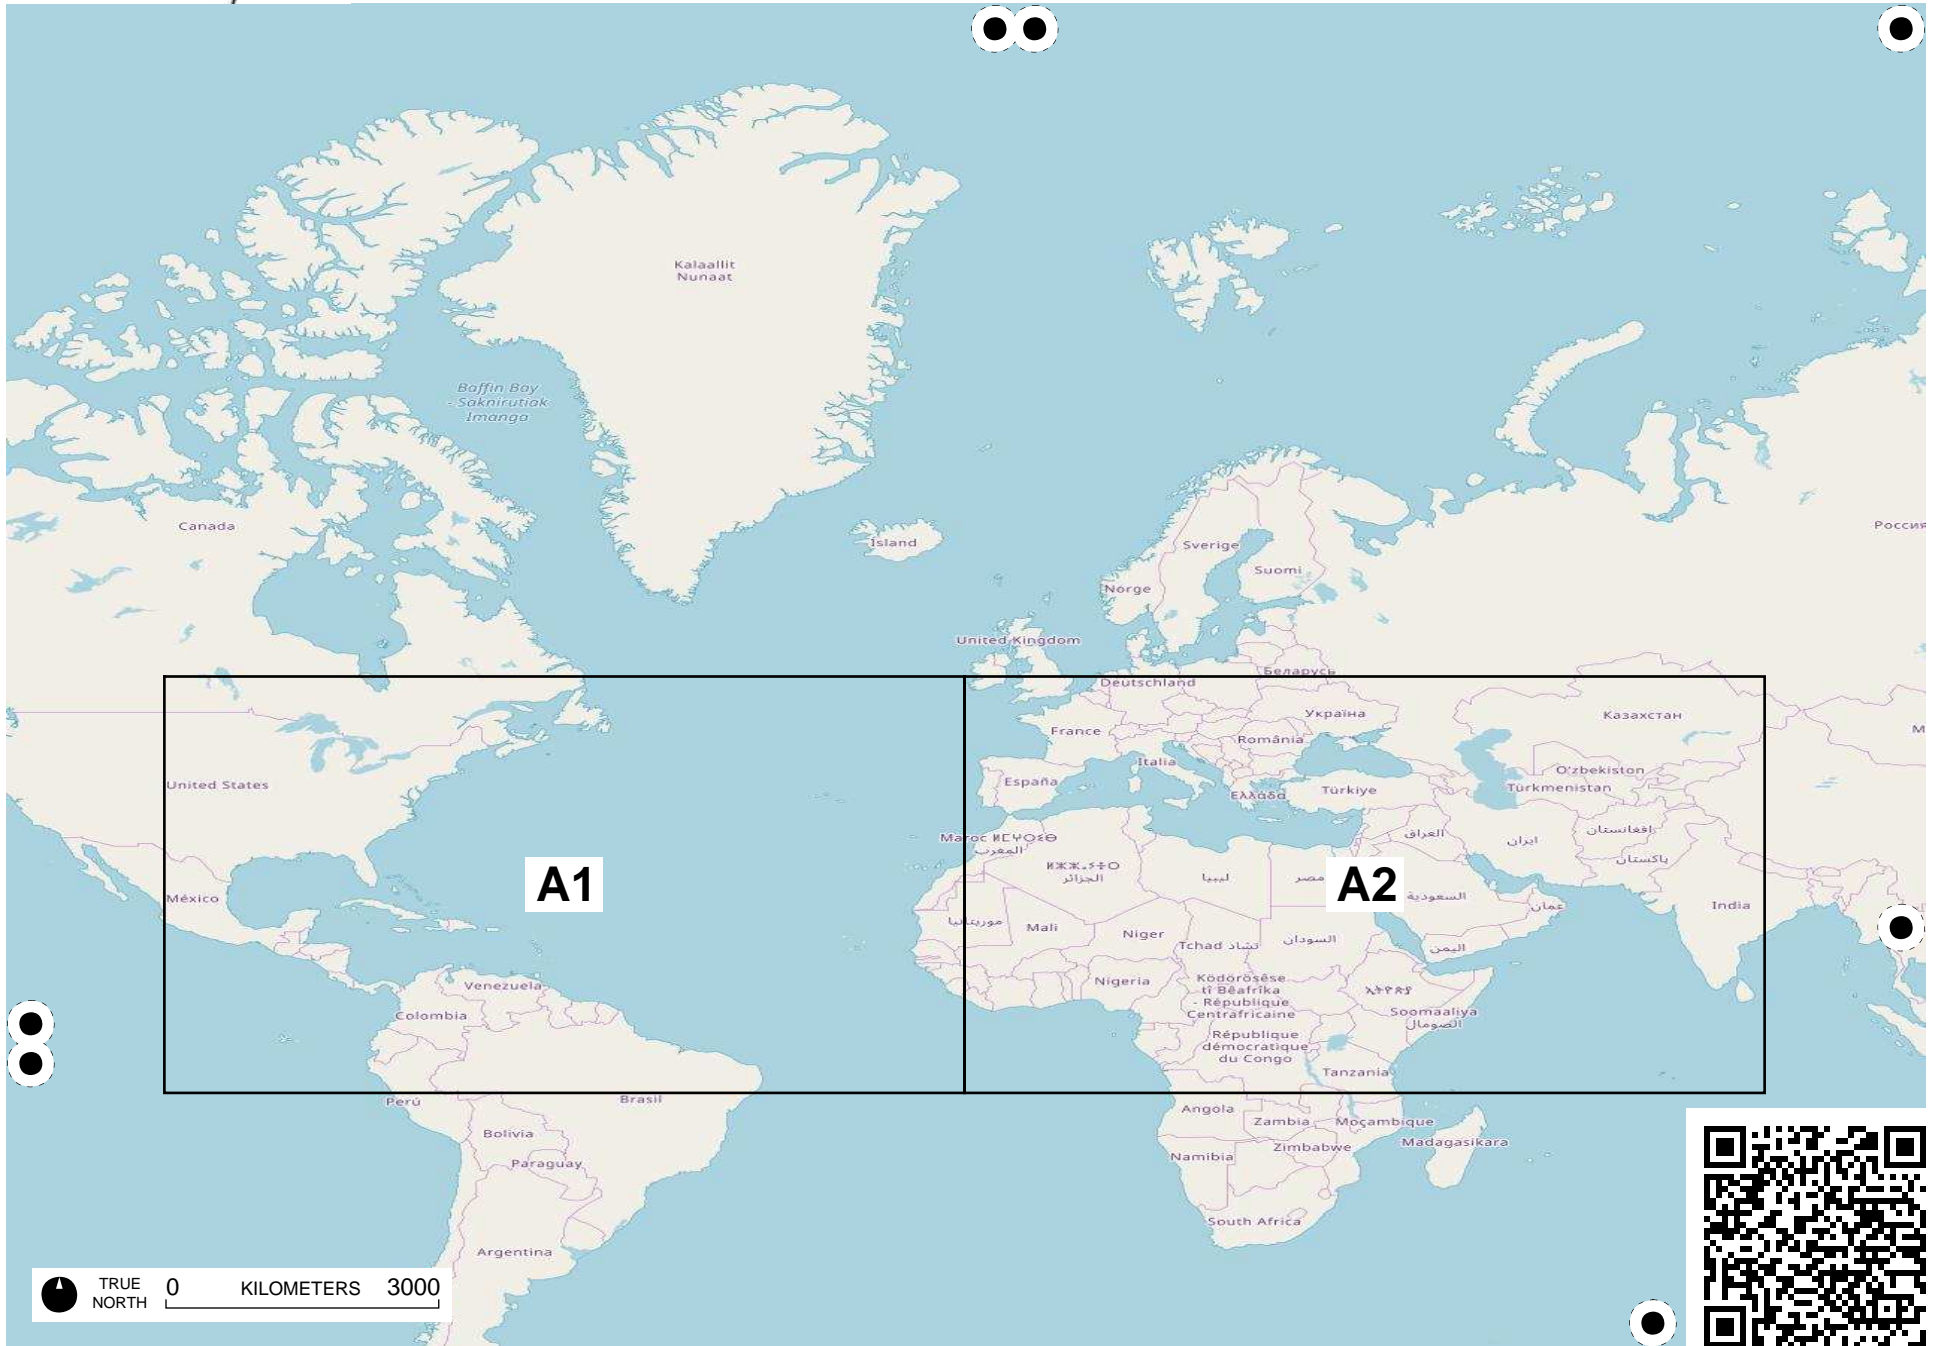 Kalaallit
Nunaat
Baffin Bay
- Saknirutiak
Imanga
Canada
Ísland
Sverige
Suomi
Norge
Россия
United Kingdom
Беларусь
Deutschland
Україна
Казахстан
France
România
M
Italia
O'zbekiston
United States
España
Türkmenistan
Ελλάδα
Türkiye
Maroc ⵍⵎⵖⵔⵉⴱ
المغرب
العراق
ایران
افغانستان
پاکستان
الجزائر
ليبيا
مصر
A1
A2
السعودية
México
عمان
India
موريتانيا
Mali
Niger
Tchad تشاد
السودان
اليمن
Venezuela
Nigeria
Ködörösêse
tî Bêafrîka
- République
Centrafricaine
Colombia
Soomaaliya
الصومال
République
démocratique
du Congo
Tanzania
Perú
Brasil
Angola
Zambia
Moçambique
Bolivia
Madagasikara
Zimbabwe
Paraguay
Namibia
South Africa
Argentina
TRUE
NORTH
0 KILOMETERS 3000